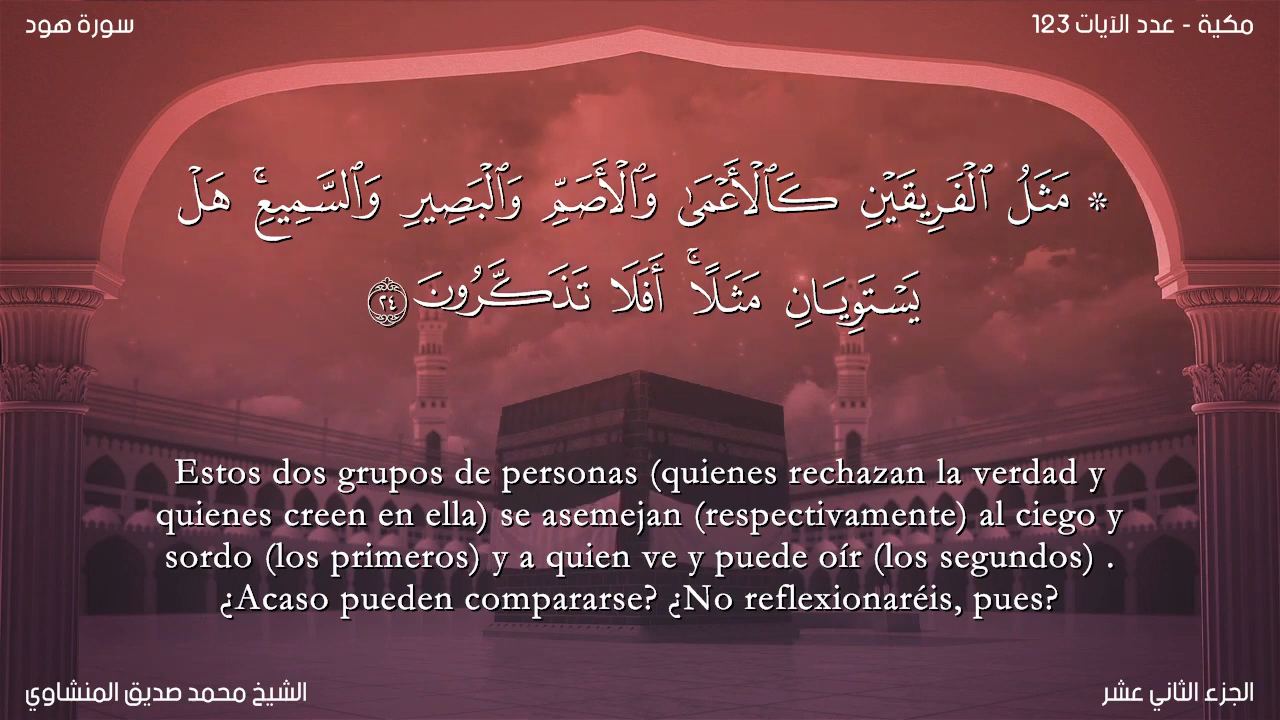 سورة هود
مكية - عدد الآيات 123
۞ مَثَلُ ٱلۡفَرِيقَيۡنِ كَٱلۡأَعۡمَىٰ وَٱلۡأَصَمِّ وَٱلۡبَصِيرِ وَٱلسَّمِيعِۚ هَلۡ
يَسۡتَوِيَانِ مَثَلًاۚ أَفَلَا تَذَكَّرُونَ ٢٤
Estos dos grupos de personas (quienes rechazan la verdad y
quienes creen en ella) se asemejan (respectivamente) al ciego y
sordo (los primeros) y a quien ve y puede oír (los segundos) .
¿Acaso pueden compararse? ¿No reflexionaréis, pues?
الشيخ محمد صديق المنشاوي
الجزء الثاني عشر